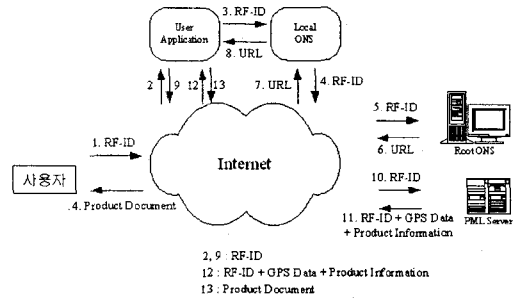 3. RF-ID
User
Application
Local
ONS
8. URL
2
9
12
13
7. URL
4. RF-ID
5. RF-ID
6. URL
Root ONS
1. RF-ID
Internet
사용자
.4. Product Document
10. RF-ID
11. RF-ID + GPS Data
+ Product Information
PML Server
2, 9 : RF-ID
12 : RF-ID + GPS Data + Product Information
13 : Product Document